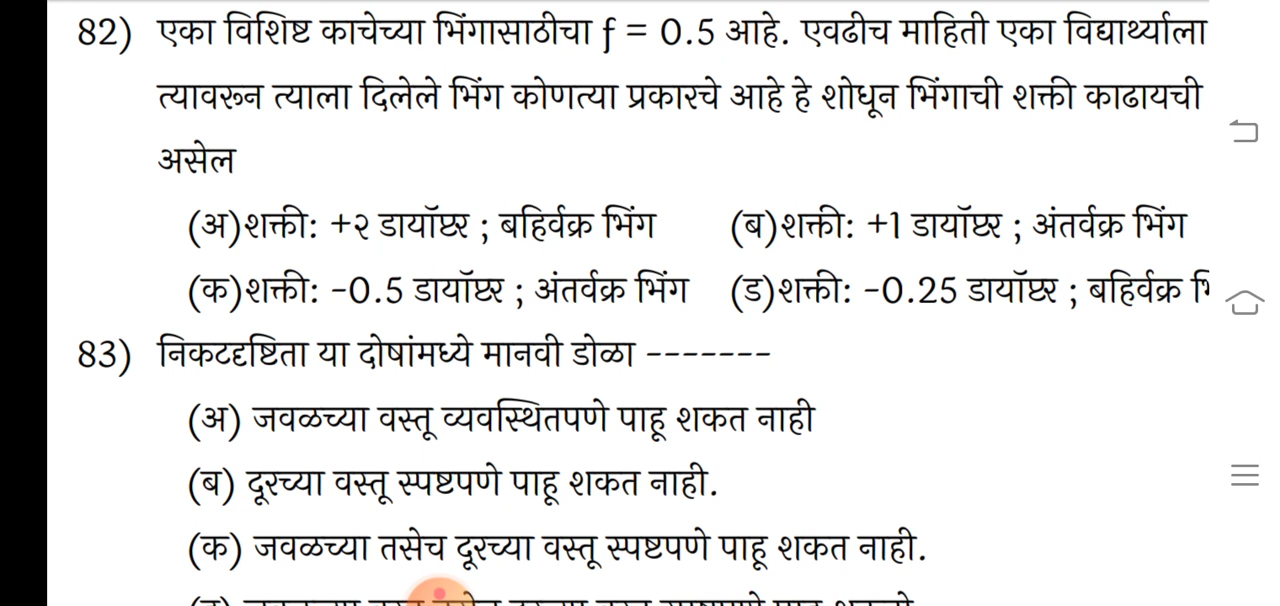 82) एका विशिष्ट काचेच्या भिंगासाठीचा f = 0.5 आहे. एवढीच माहिती एका विद्यार्थ्याला
त्यावरून त्याला दिलेले भिंग कोणत्या प्रकारचे आहे हे शोधून भिंगाची शक्ती काढायची
असेल
(अ)शक्ती: +२ डायॉप्टर ; बहिर्वक्र भिंग (ब)शक्ती: +1 डायॉप्टर ; अंतर्वक्र भिंग
(क)शक्ती: -0.5 डायॉप्टर ; अंतर्वक्र भिंग (ड)शक्ती: -0.25 डायॉप्टर ; बहिर्वक्र
83) निकटदृष्टिता या दोषांमध्ये मानवी डोळा -------
(अ) जवळच्या वस्तू व्यवस्थितपणे पाहू शकत नाही
(ब) दूरच्या वस्तू स्पष्टपणे पाहू शकत नाही.
(क) जवळच्या तसेच दूरच्या वस्तू स्पष्टपणे पाहू शकत नाही.